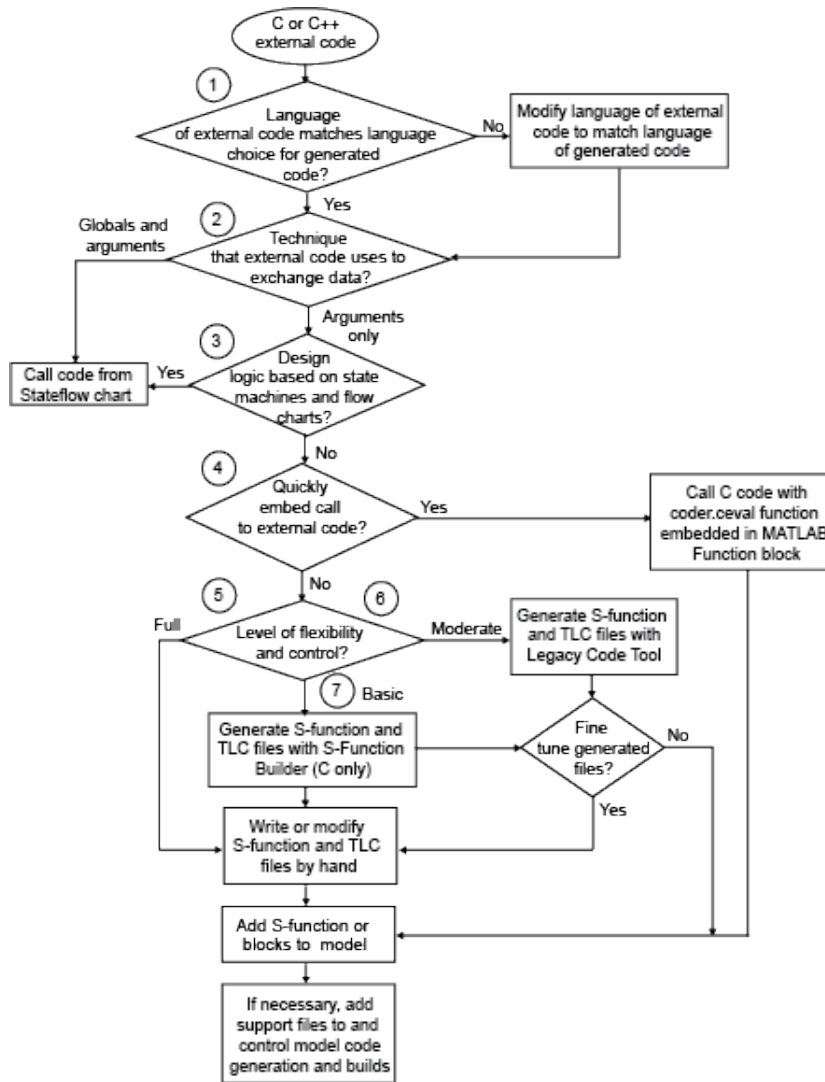 C or C++
external code
1
Language
of external code matches language
choice for generated
code?
No
Modify language of external
code to match language
of generated code
Yes
2
Globals and
arguments
Technique
that external code uses to
exchange data?
Arguments
only
3
Call code from
Stateflow chart
Yes
Design
logic based on state
machines and flow
charts?
No
4
Quickly
embed call
to external code?
Yes
Call C code with
coder.ceval function
embedded in MATLAB
Function block
No
5
6
Full
Level of flexibility
and control?
Moderate
Generate S-function
and TLC files with
Legacy Code Tool
7
Basic
Generate S-function and
TLC files with S-Function
Builder (C only)
Fine
tune generated
files?
No
Yes
Write or modify
S-function and TLC
files by hand
Add S-function or
blocks to model
If necessary, add
support files to and
control model code
generation and builds